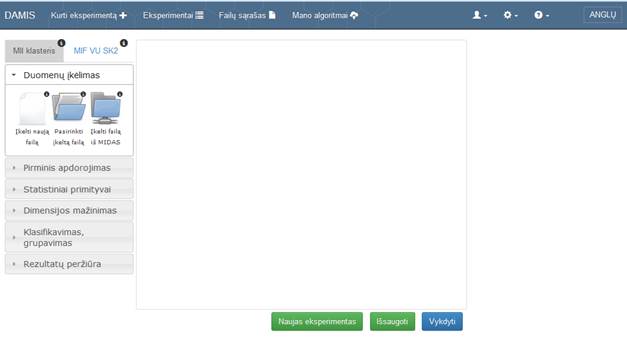 DAMIS Kurti eksperimentą Eksperimentai Failų sąrašas Mano algoritmai ANGLŲ
MII klasteris MIF VU SK2
Duomenų įkėlimas
Įkelti naują failą
Pasirinkti įkeltą failą
Įkelti failą iš MIDAS
Pirminis apdorojimas
Statistiniai primityvai
Dimensijos mažinimas
Klasifikavimas,
grupavimas
Rezultatų peržiūra
Naujas eksperimentas Išsaugoti Vykdyti